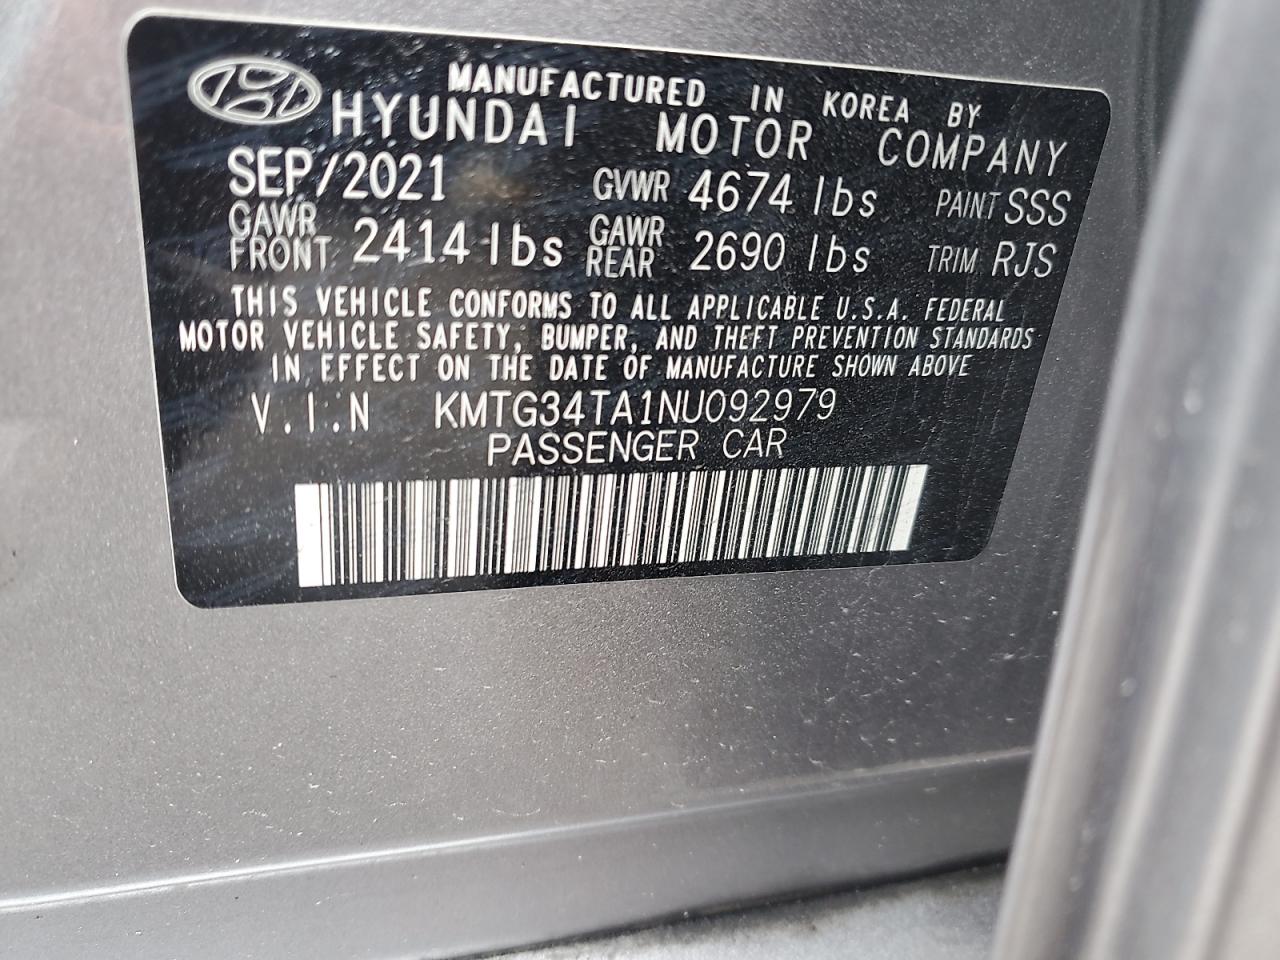 MANUFACTURED IN KOREA BY
HYUNDAI MOTOR COMPANY
SEP/2021 GVWR 4674 lbs PAINT SSS
GAWR FRONT 2414 lbs GAWR REAR 2690 lbs TRIM RJS
THIS VEHICLE CONFORMS TO ALL APPLICABLE U.S.A. FEDERAL
MOTOR VEHICLE SAFETY, BUMPER, AND THEFT PREVENTION STANDARDS
IN EFFECT ON THE DATE OF MANUFACTURE SHOWN ABOVE
V.I.N KMTG34TA1NU092979
PASSENGER CAR